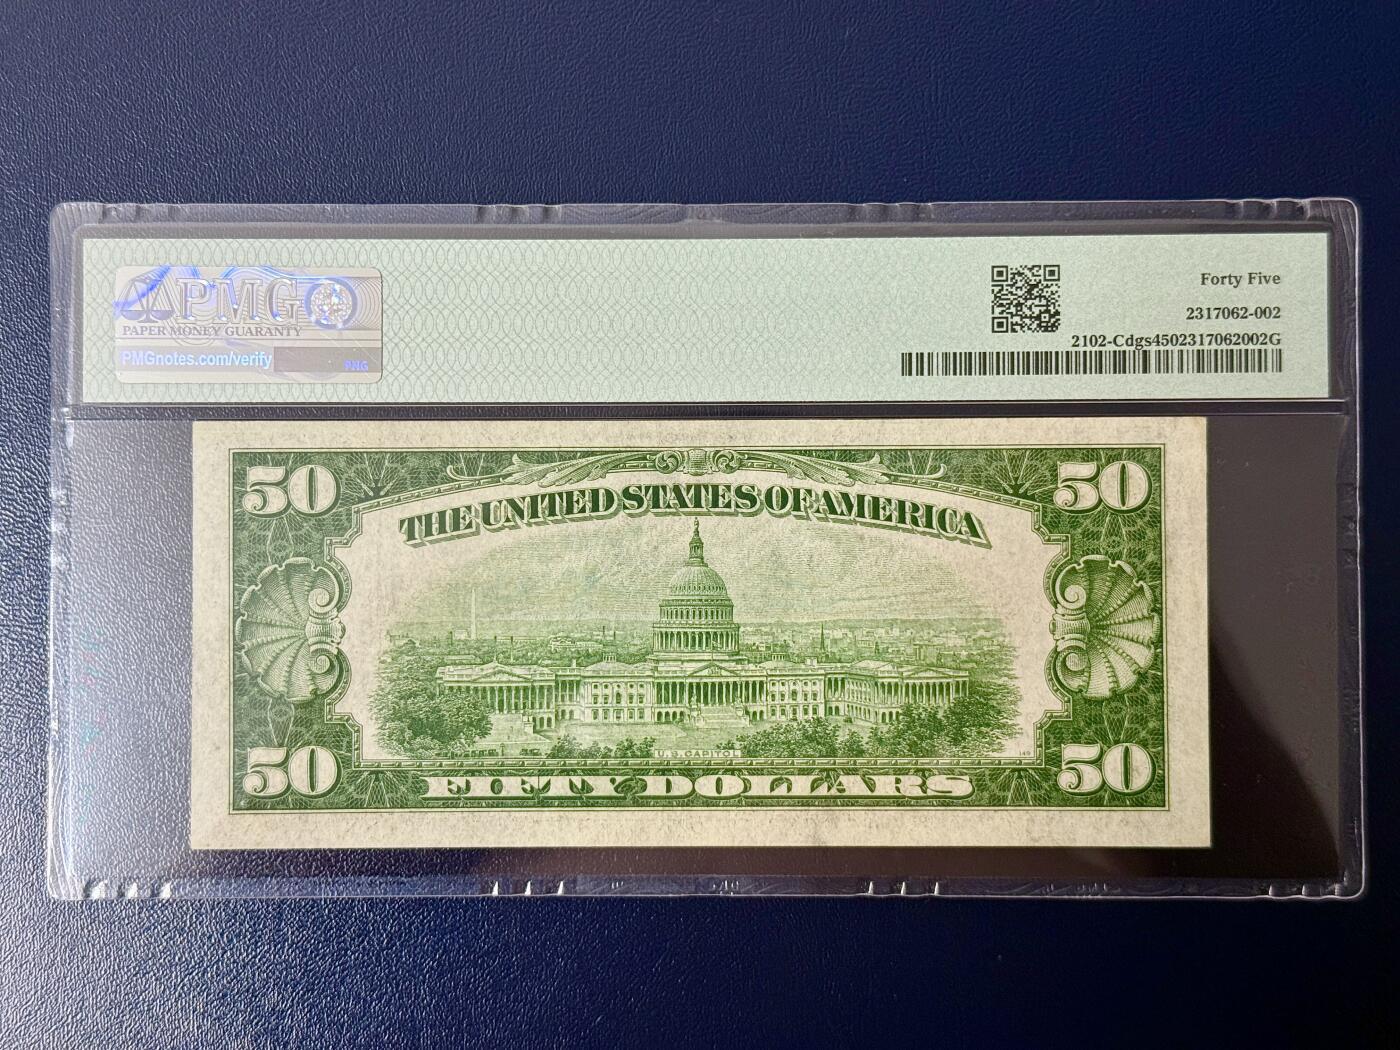 PMG
PAPER MONEY GUARANTY
PMGnotes.com/verify
PNG
Forty Five
2317062-002
2102-Cdgs4502317062002G
50 50
THE UNITED STATES OF AMERICA
U.S. CAPITOL
149
50 50
FIFTY DOLLARS